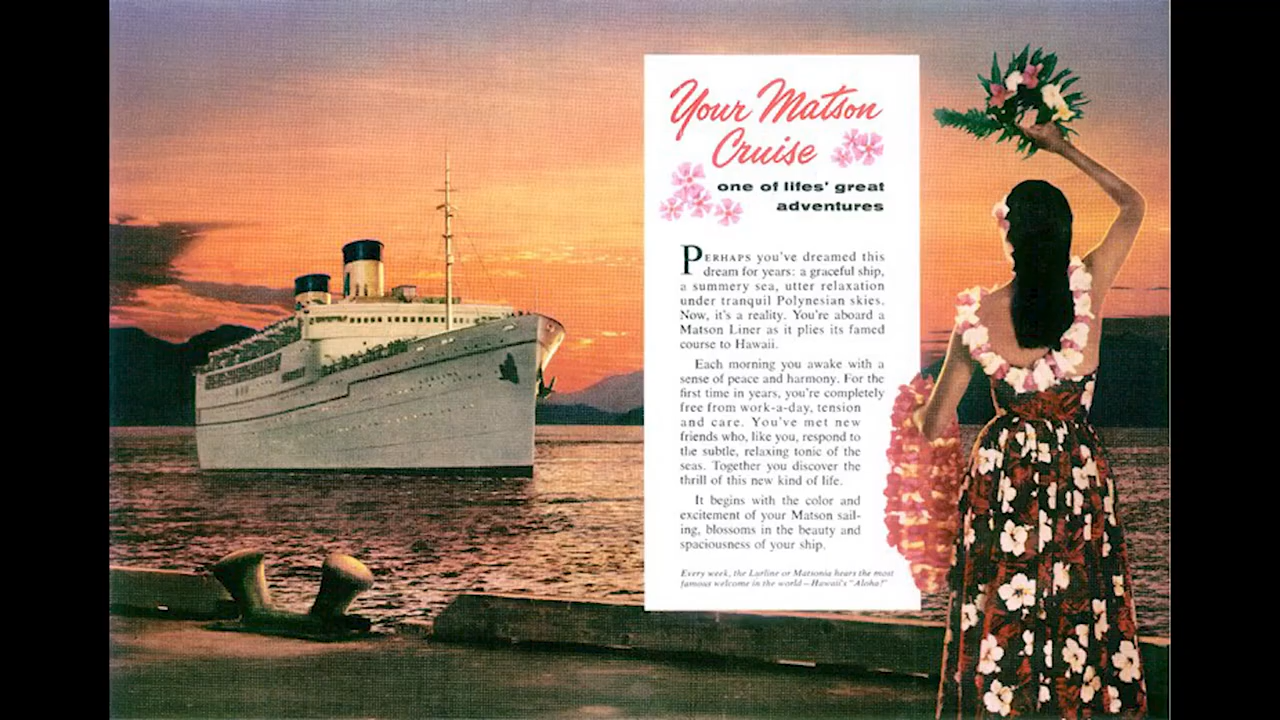 Your Matson
Cruise
one of lifes' great
adventures
PERHAPS you've dreamed this
dream for years: a graceful ship,
a summery sea, utter relaxation
under tranquil Polynesian skies.
Now, it's a reality. You're aboard a
Matson Liner as it plies its famed
course to Hawaii.
Each morning you awake with a
sense of peace and harmony. For the
first time in years, you're completely
free from work-a-day, tension
and care. You've met new
friends who, like you, respond to
the subtle, relaxing tonic of the
seas. Together you discover the
thrill of this new kind of life.
It begins with the color and
excitement of your Matson sail-
ing, blossoms in the beauty and
spaciousness of your ship.
Every week, the Lurline or Matsonia hears the most
famous welcome in the world – Hawaii's "Aloha!"